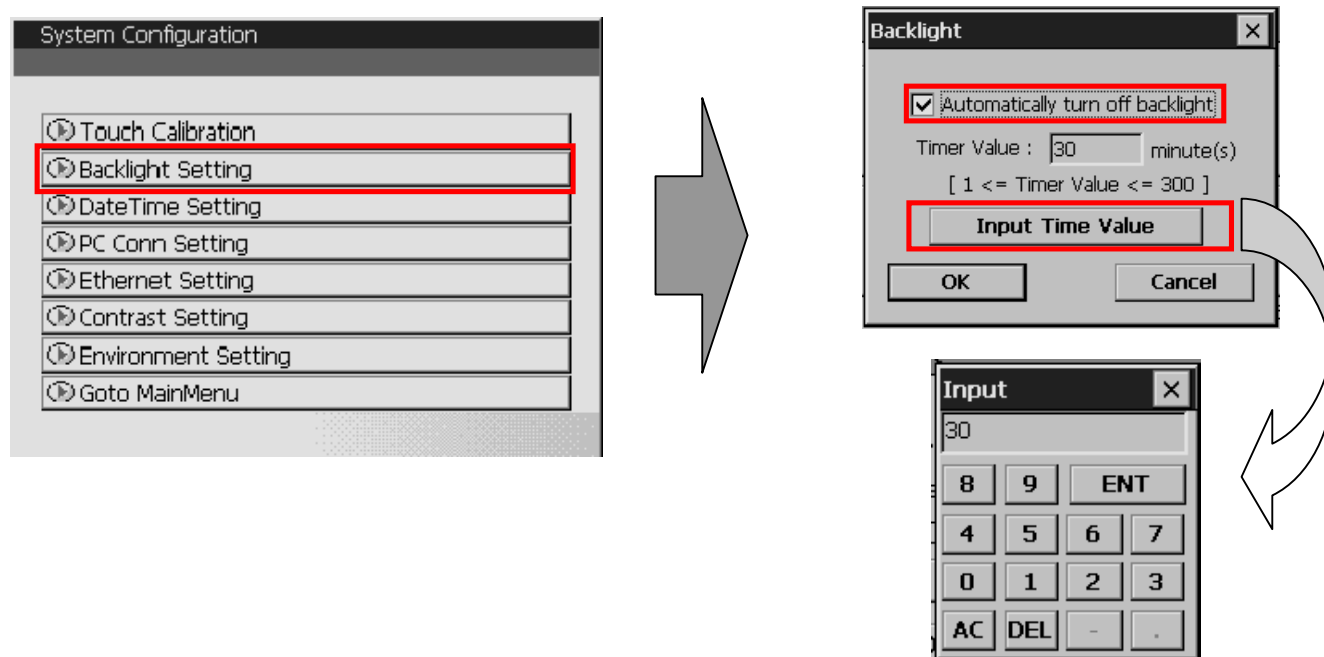 System Configuration
Touch Calibration
Backlight Setting
DateTime Setting
PC Conn Setting
Ethernet Setting
Contrast Setting
Environment Setting
Goto MainMenu
Backlight
Automatically turn off backlight
Timer Value : 30 minute(s)
[ 1 <= Timer Value <= 300 ]
Input Time Value
OK Cancel
Input
30
8 9 ENT
4 5 6 7
0 1 2 3
AC DEL - .